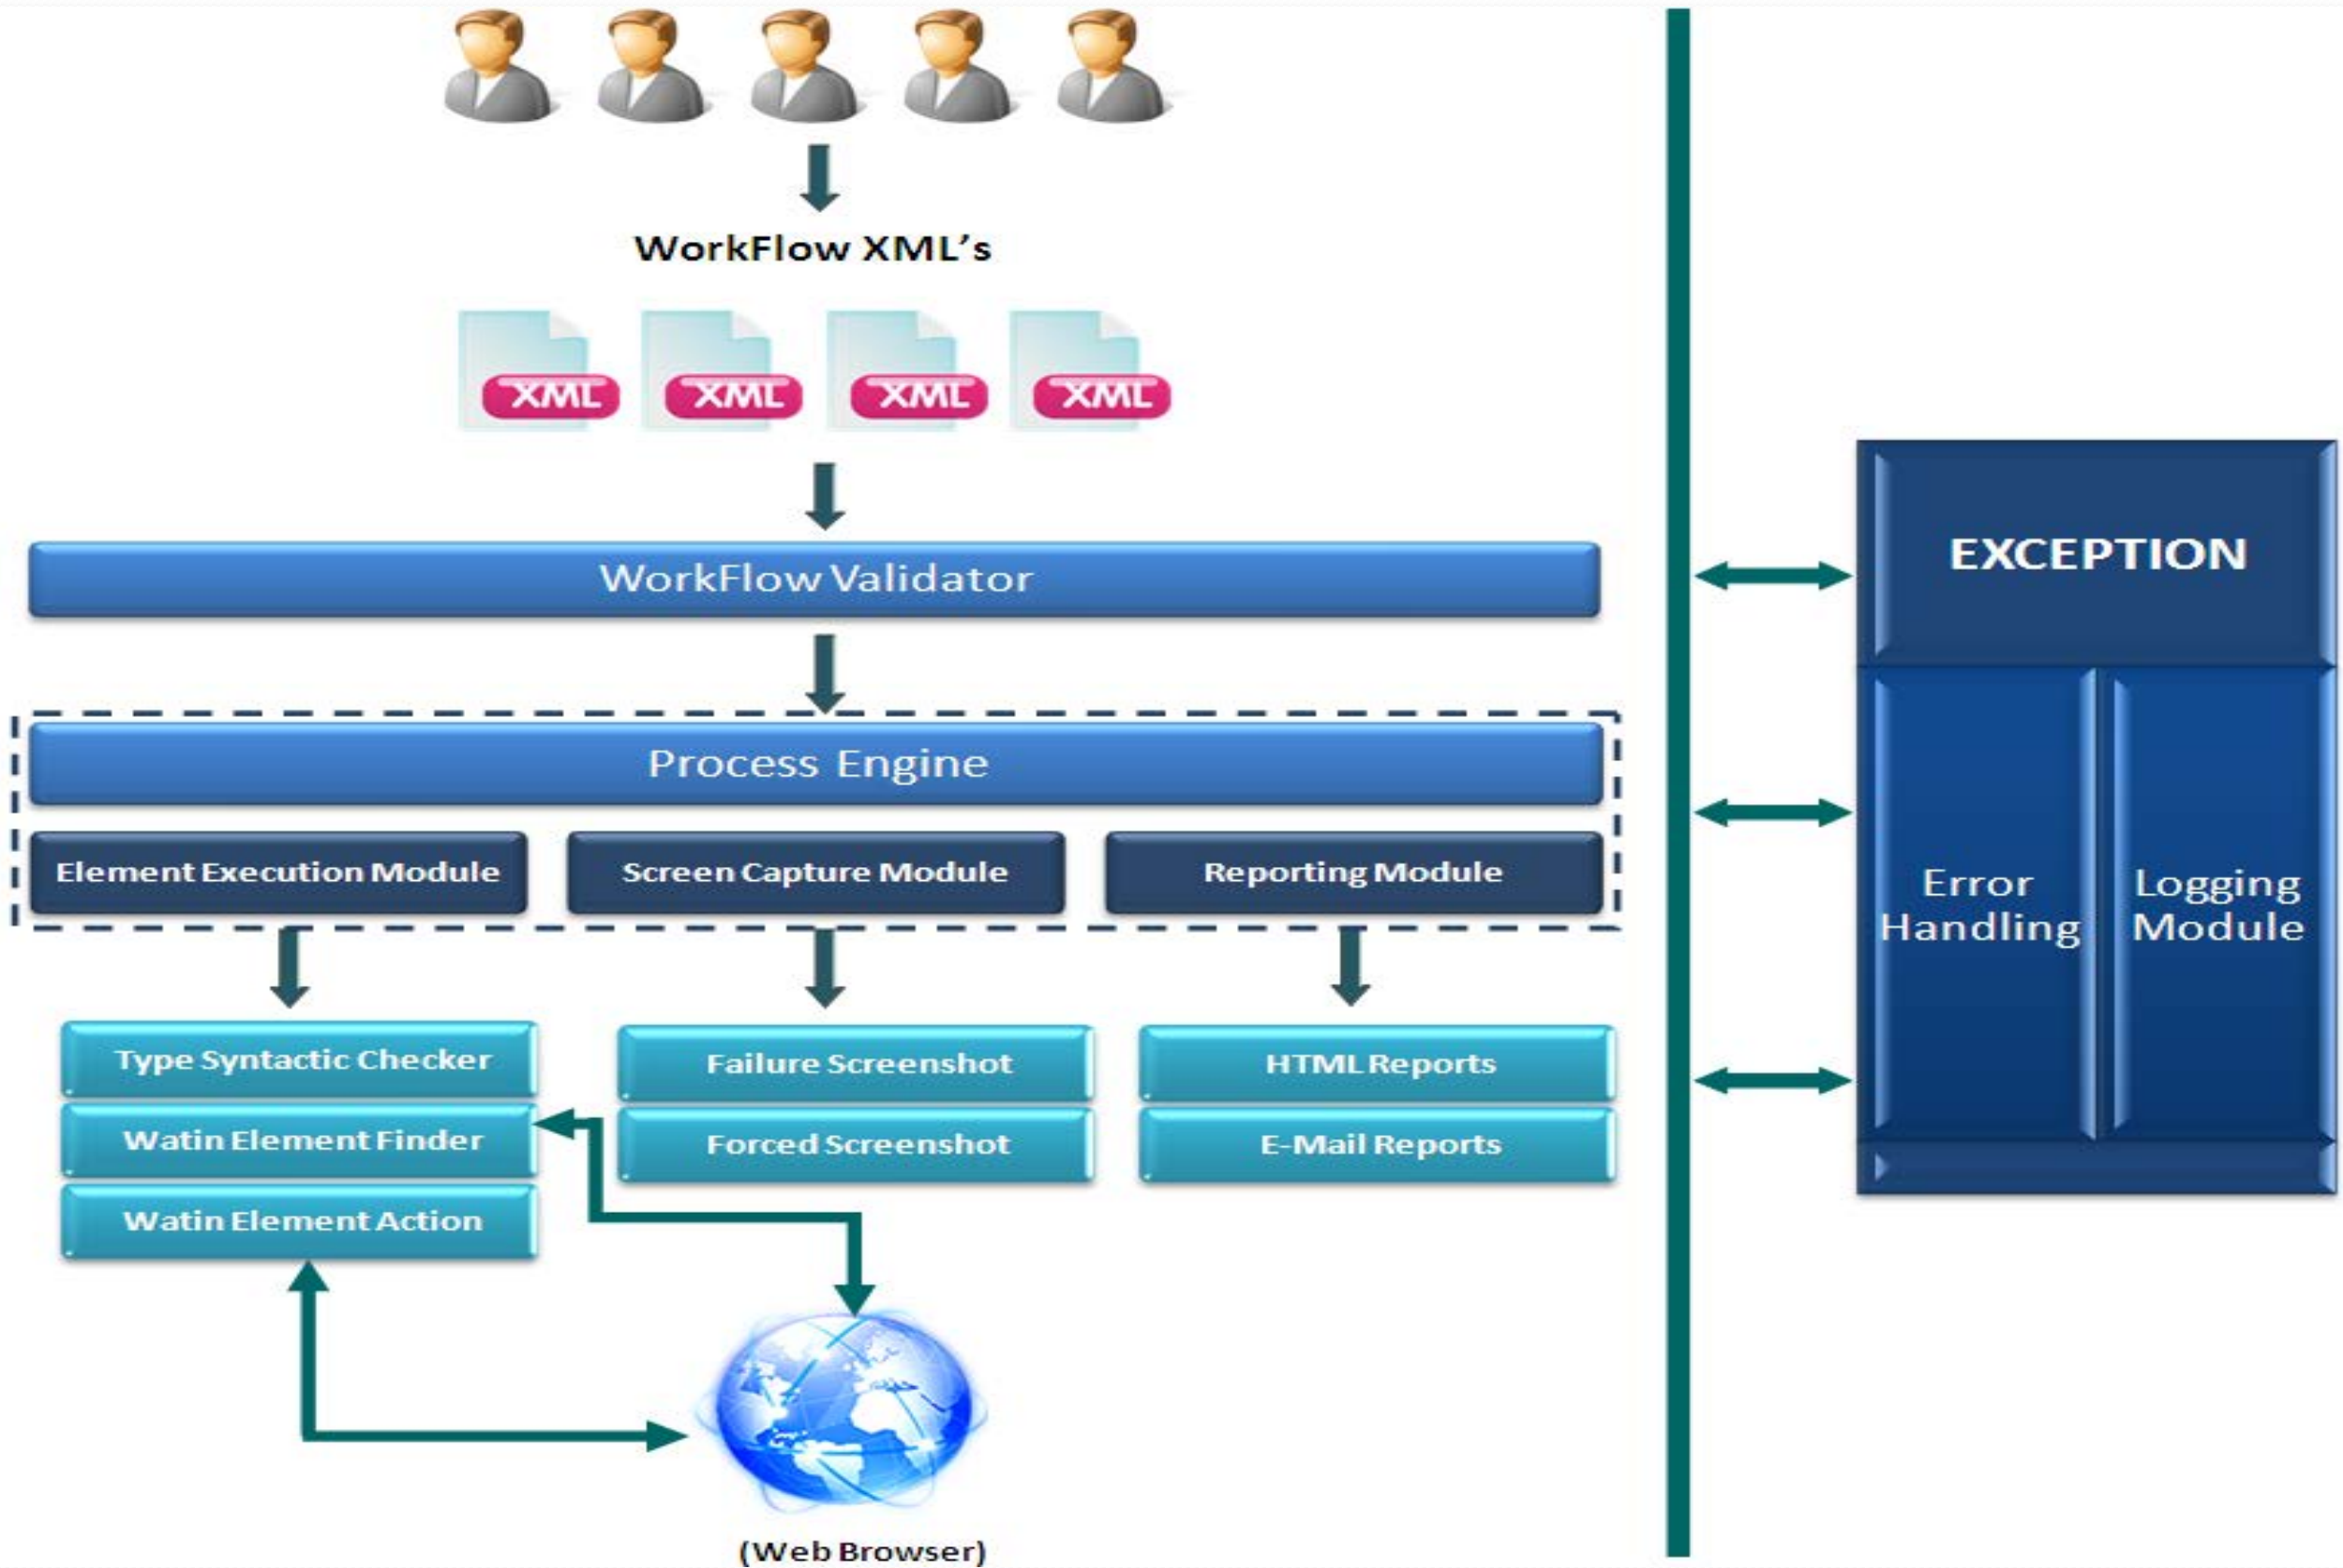 WorkFlow XML's
XML XML XML XML
WorkFlow Validator
Process Engine
Element Execution Module
Screen Capture Module
Reporting Module
Type Syntactic Checker
Watin Element Finder
Watin Element Action
Failure Screenshot
Forced Screenshot
HTML Reports
E-Mail Reports
(Web Browser)
EXCEPTION
Error
Handling
Logging
Module